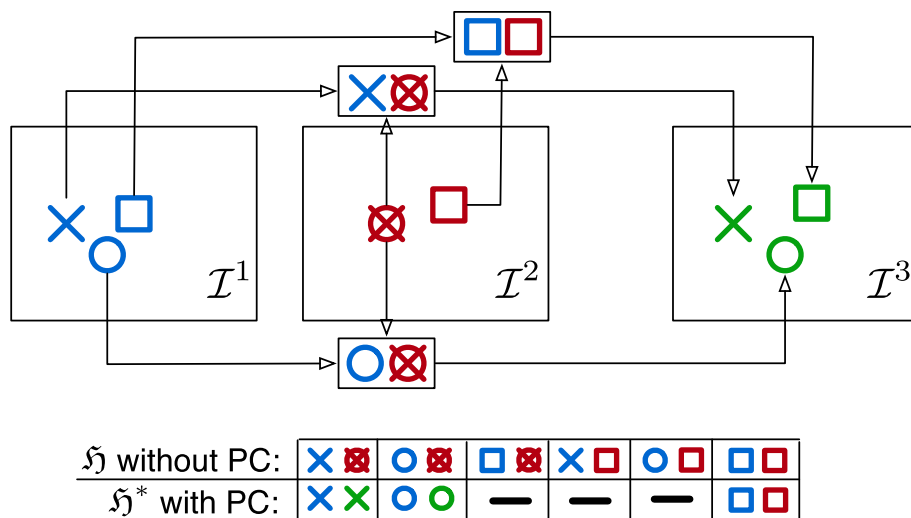 𝓘¹
𝓘²
𝓘³
ℌ without PC:
ℌ* with PC: